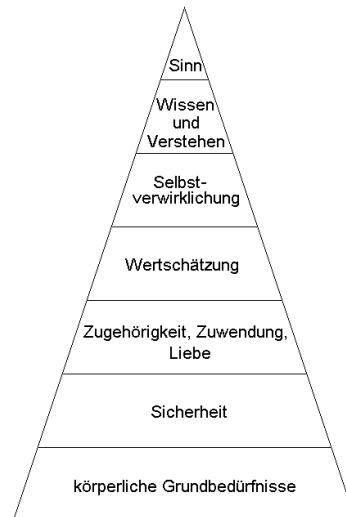 Sinn
Wissen
und
Verstehen
Selbst-
verwirklichung
Wertschätzung
Zugehörigkeit, Zuwendung,
Liebe
Sicherheit
körperliche Grundbedürfnisse